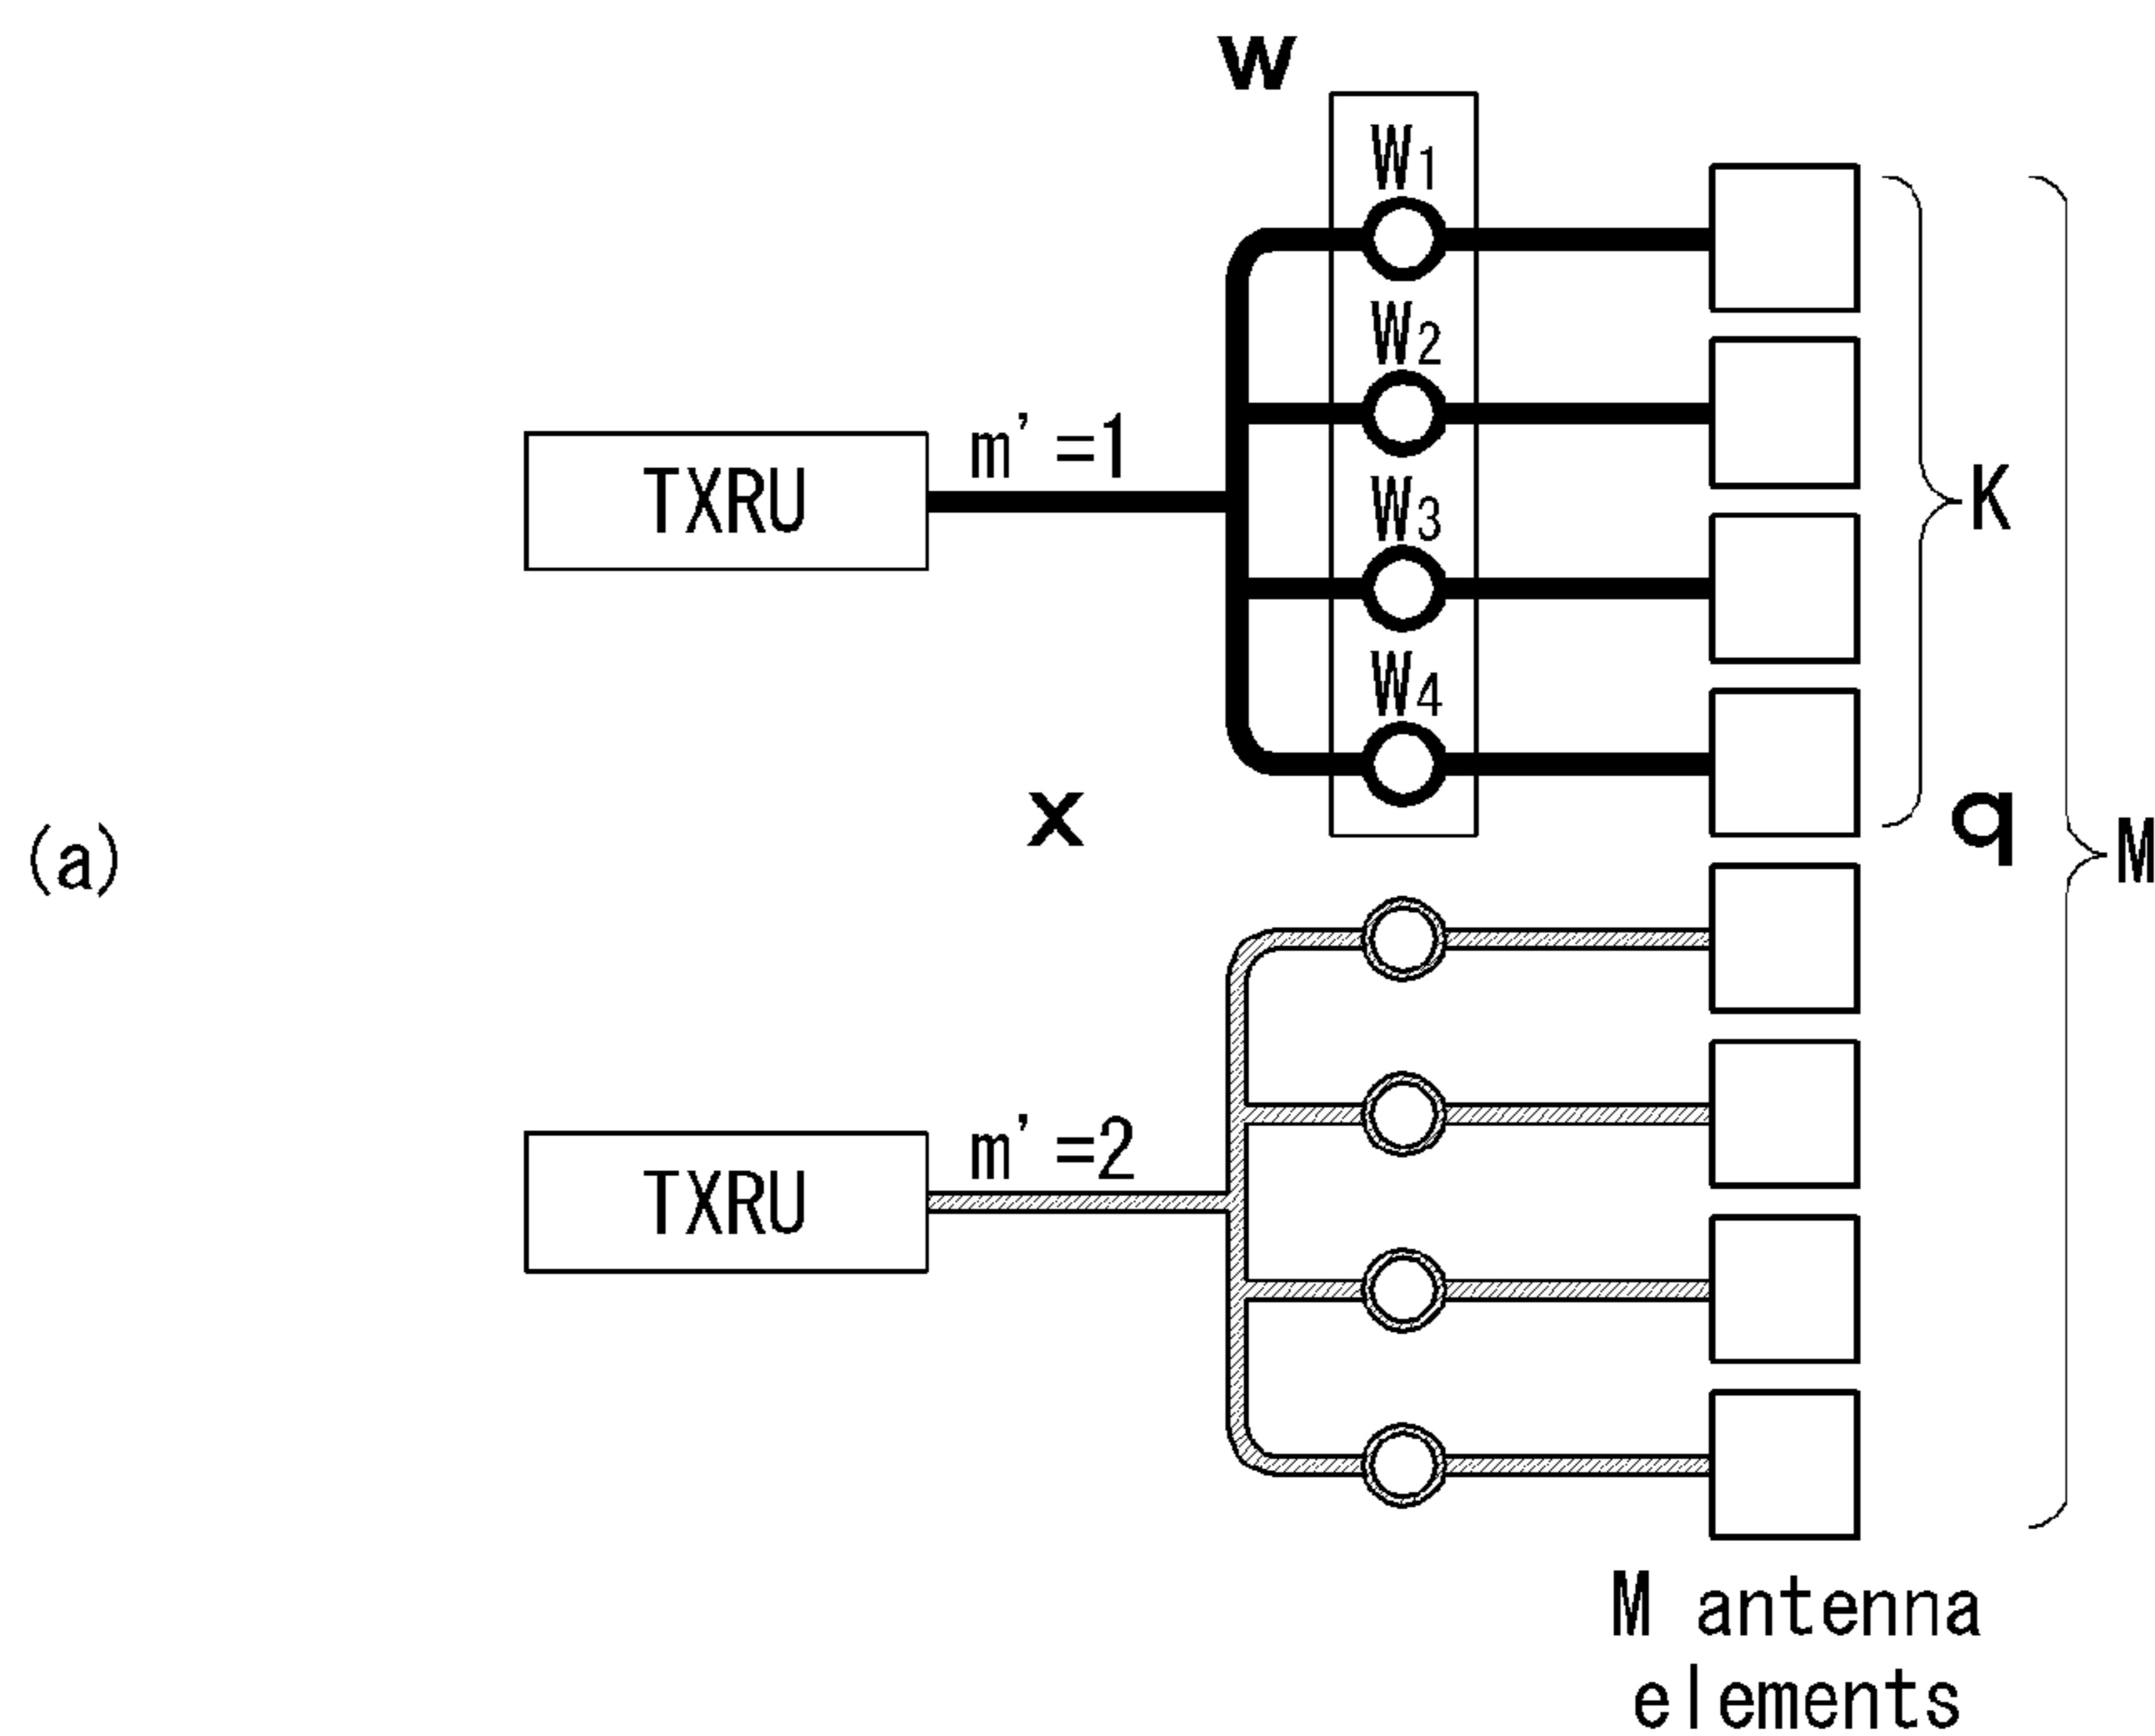 w
W1
W2
m'=1
TXRU
K
W3
W4
x
q
M
(a)
m'=2
TXRU
M antenna
elements